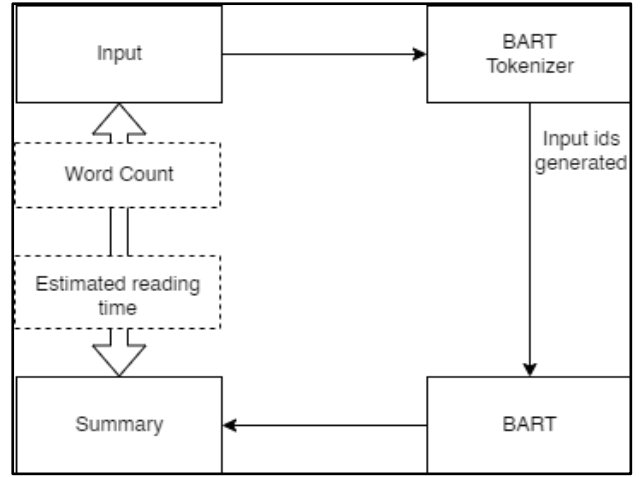 Input
BART
Tokenizer
Input ids
generated
Word Count
Estimated reading
time
Summary
BART